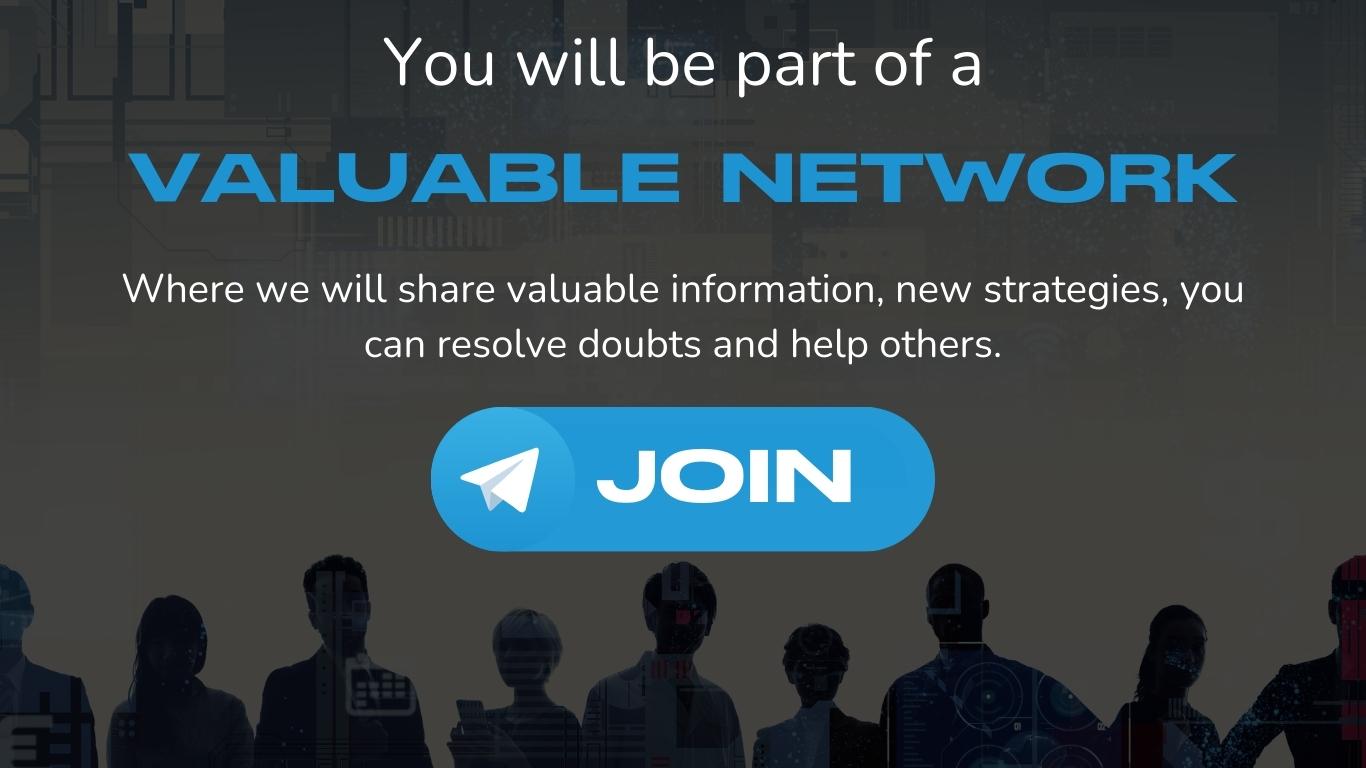 You will be part of a
VALUABLE NETWORK
Where we will share valuable information, new strategies, you
can resolve doubts and help others.
JOIN